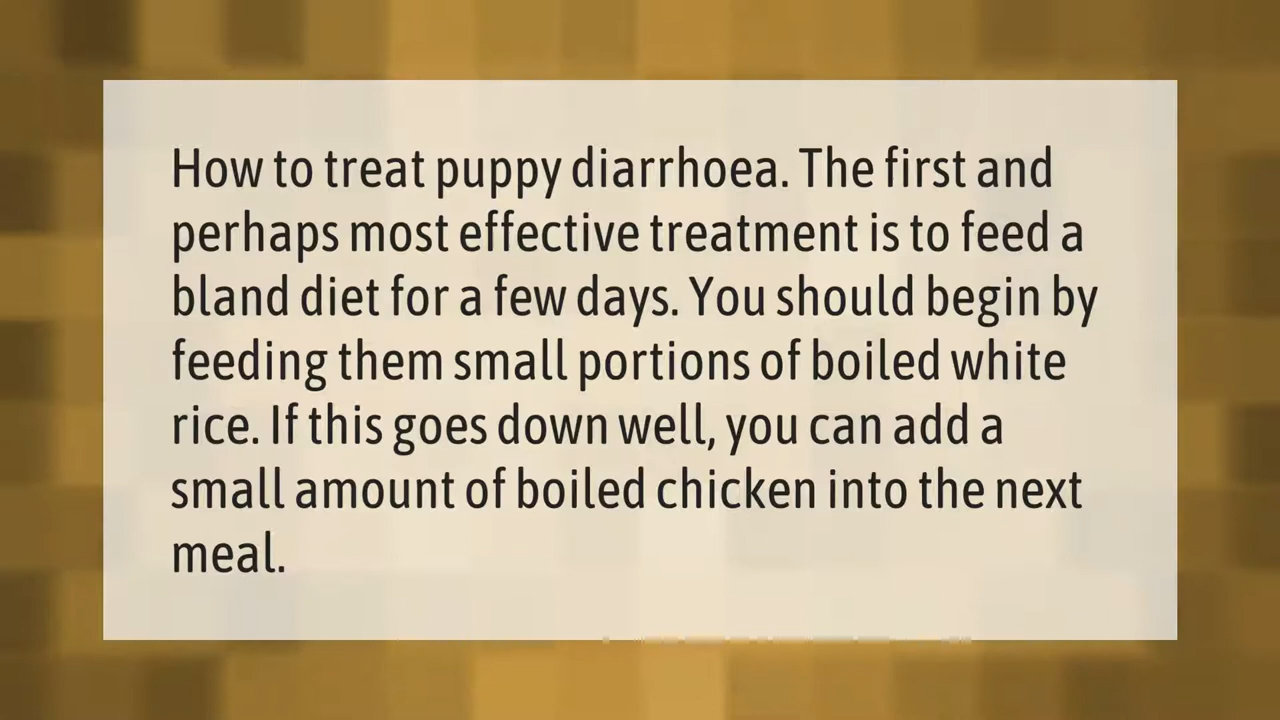 How to treat puppy diarrhoea. The first and
perhaps most effective treatment is to feed a
bland diet for a few days. You should begin by
feeding them small portions of boiled white
rice. If this goes down well, you can add a
small amount of boiled chicken into the next
meal.